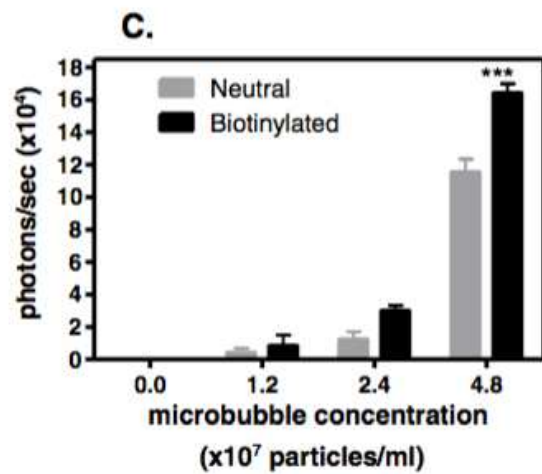 C.
photons/sec (x10⁴)
18
16
14
12
10
8
6
4
2
0
Neutral
Biotinylated
***
0.0 1.2 2.4 4.8
microbubble concentration
(x10⁷ particles/ml)